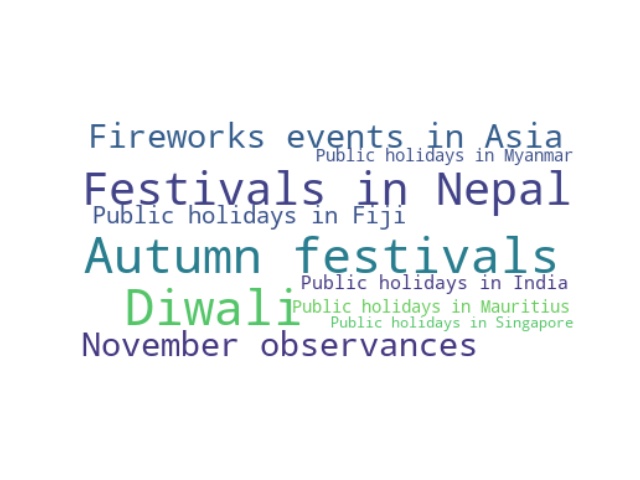 Fireworks events in Asia
Public holidays in Myanmar
Festivals in Nepal
Public holidays in Fiji
Autumn festivals
Public holidays in India
Diwali
Public holidays in Mauritius
Public holidays in Singapore
November observances